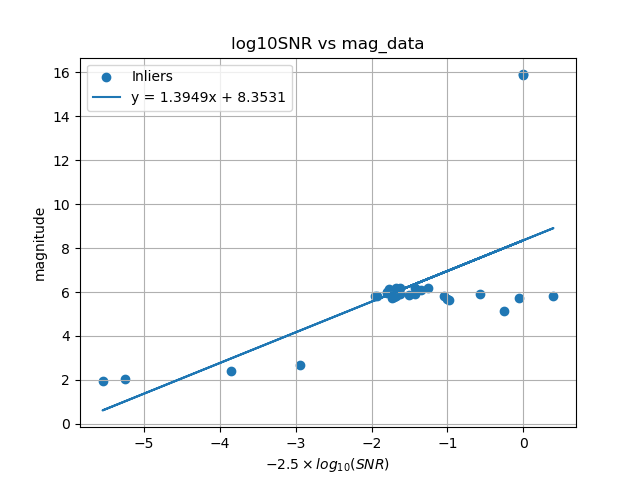 log10SNR vs mag_data
Inliers
y = 1.3949x + 8.3531
16
14
12
10
8
6
4
2
0
magnitude
−5 −4 −3 −2 −1 0
−2.5 × log₁₀(SNR)